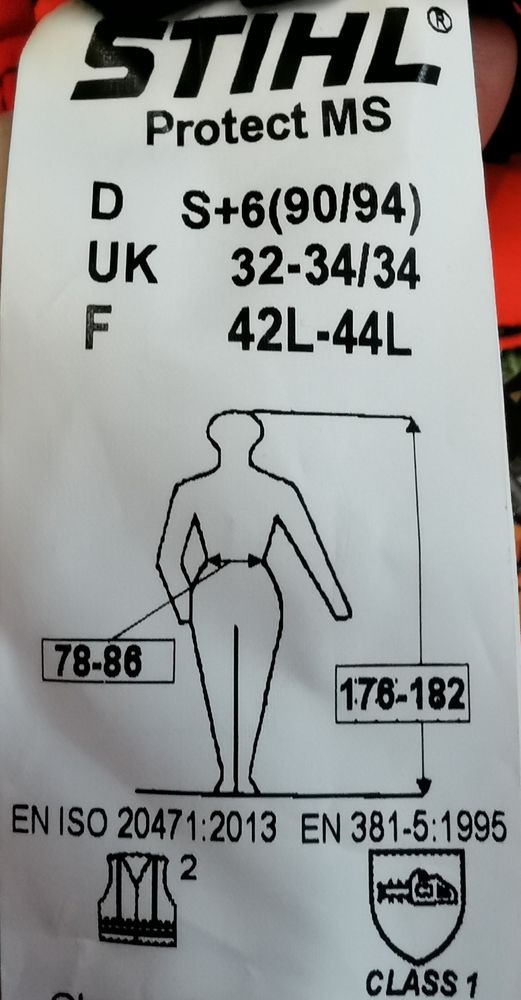 STIHL®
Protect MS
D S+6(90/94)
UK 32-34/34
F 42L-44L
78-86
176-182
EN ISO 20471:2013 EN 381-5:1995
2
CLASS 1